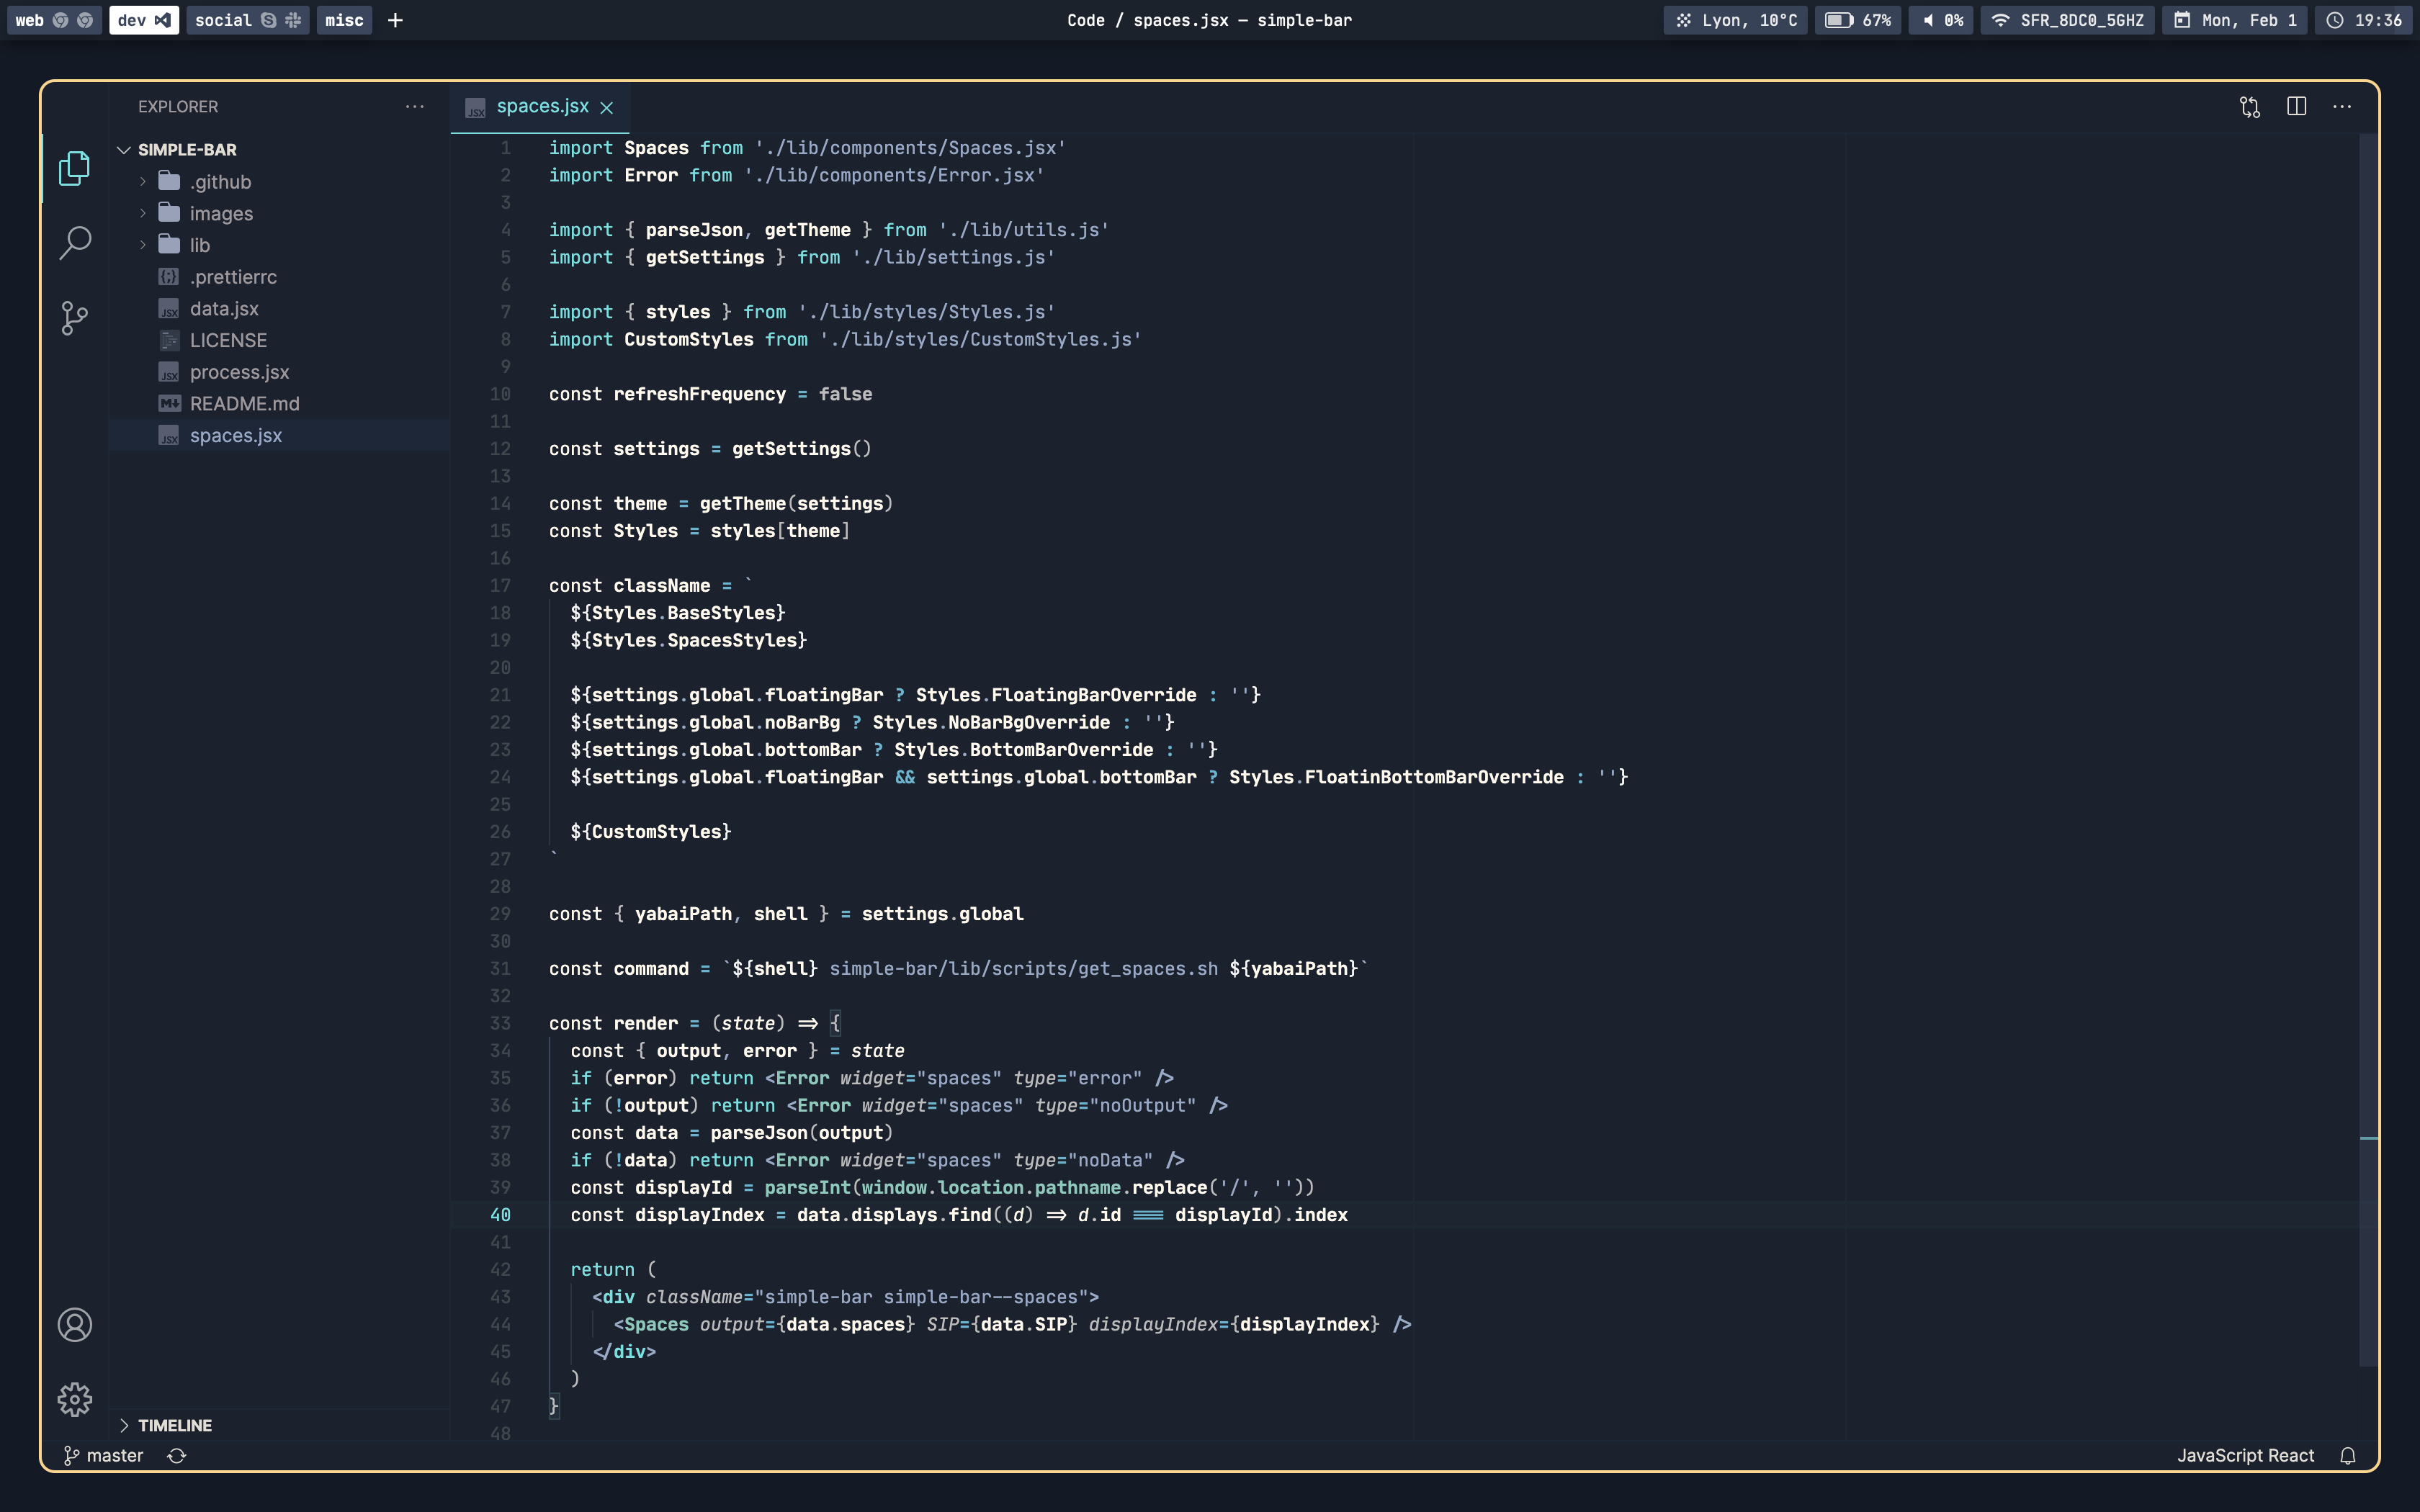 web dev social misc +
Code / spaces.jsx — simple-bar
Lyon, 10°C 67% 0% SFR_8DC0_5GHZ Mon, Feb 1 19:36
EXPLORER ···
SIMPLE-BAR
.github
images
lib
.prettierrc
data.jsx
LICENSE
process.jsx
README.md
spaces.jsx
TIMELINE
spaces.jsx
1 import Spaces from './lib/components/Spaces.jsx'
2 import Error from './lib/components/Error.jsx'
3
4 import { parseJson, getTheme } from './lib/utils.js'
5 import { getSettings } from './lib/settings.js'
6
7 import { styles } from './lib/styles/Styles.js'
8 import CustomStyles from './lib/styles/CustomStyles.js'
9
10 const refreshFrequency = false
11
12 const settings = getSettings()
13
14 const theme = getTheme(settings)
15 const Styles = styles[theme]
16
17 const className = `
18 ${Styles.BaseStyles}
19 ${Styles.SpacesStyles}
20
21 ${settings.global.floatingBar ? Styles.FloatingBarOverride : ''}
22 ${settings.global.noBarBg ? Styles.NoBarBgOverride : ''}
23 ${settings.global.bottomBar ? Styles.BottomBarOverride : ''}
24 ${settings.global.floatingBar && settings.global.bottomBar ? Styles.FloatinBottomBarOverride : ''}
25
26 ${CustomStyles}
27 `
28
29 const { yabaiPath, shell } = settings.global
30
31 const command = `${shell} simple-bar/lib/scripts/get_spaces.sh ${yabaiPath}`
32
33 const render = (state) => {
34 const { output, error } = state
35 if (error) return <Error widget="spaces" type="error" />
36 if (!output) return <Error widget="spaces" type="noOutput" />
37 const data = parseJson(output)
38 if (!data) return <Error widget="spaces" type="noData" />
39 const displayId = parseInt(window.location.pathname.replace('/', ''))
40 const displayIndex = data.displays.find((d) => d.id === displayId).index
41
42 return (
43 <div className="simple-bar simple-bar--spaces">
44 <Spaces output={data.spaces} SIP={data.SIP} displayIndex={displayIndex} />
45 </div>
46 )
47 }
48
master
JavaScript React